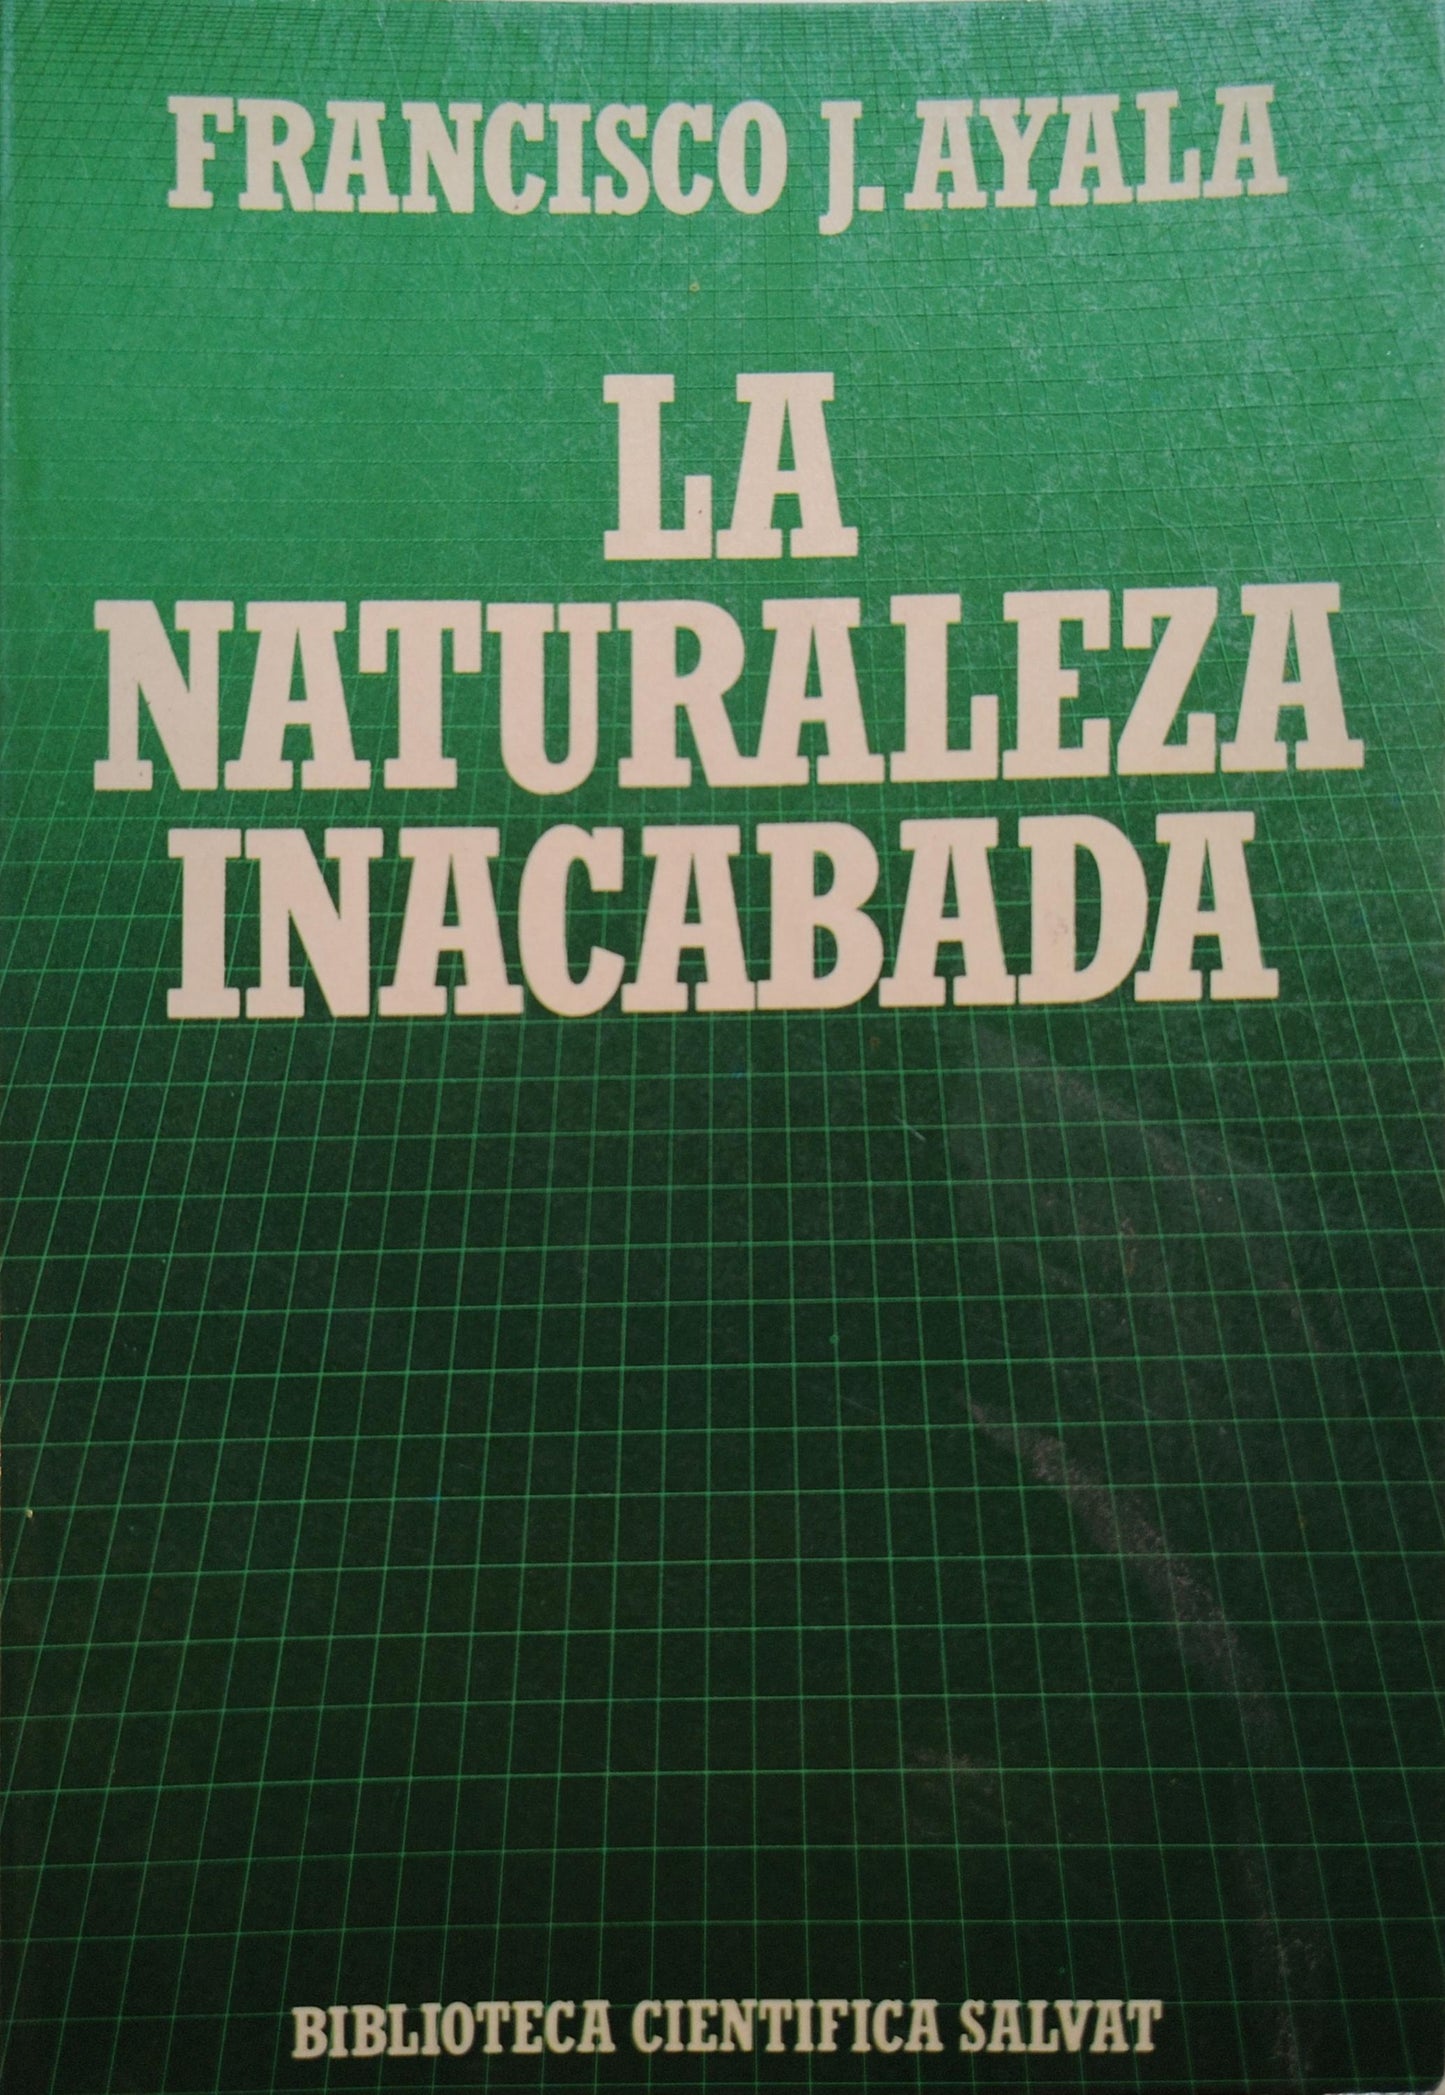 FRANCISCO J. AYALA
LA
NATURALEZA
INACABADA
BIBLIOTECA CIENTIFICA SALVAT